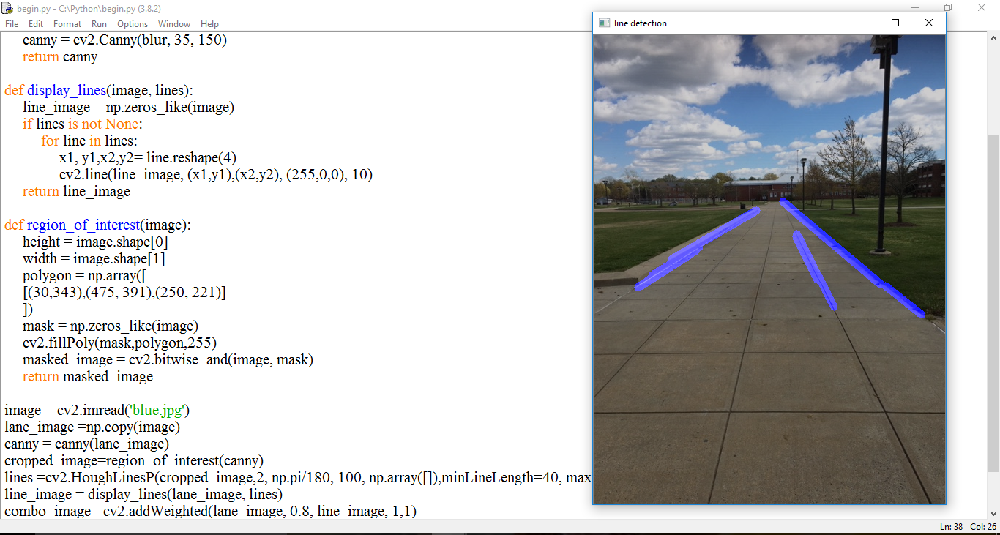 begin.py - C:\Python\begin.py (3.8.2)
File Edit Format Run Options Window Help
canny = cv2.Canny(blur, 35, 150)
return canny
def display_lines(image, lines):
line_image = np.zeros_like(image)
if lines is not None:
for line in lines:
x1, y1,x2,y2= line.reshape(4)
cv2.line(line_image, (x1,y1),(x2,y2), (255,0,0), 10)
return line_image
def region_of_interest(image):
height = image.shape[0]
width = image.shape[1]
polygon = np.array([
[(30,343),(475, 391),(250, 221)]
])
mask = np.zeros_like(image)
cv2.fillPoly(mask,polygon,255)
masked_image = cv2.bitwise_and(image, mask)
return masked_image
image = cv2.imread('blue.jpg')
lane_image =np.copy(image)
canny = canny(lane_image)
cropped_image=region_of_interest(canny)
lines =cv2.HoughLinesP(cropped_image,2, np.pi/180, 100, np.array([]),minLineLength=40, max
line_image = display_lines(lane_image, lines)
combo_image =cv2.addWeighted(lane_image, 0.8, line_image, 1,1)
line detection
Ln: 38 Col: 26